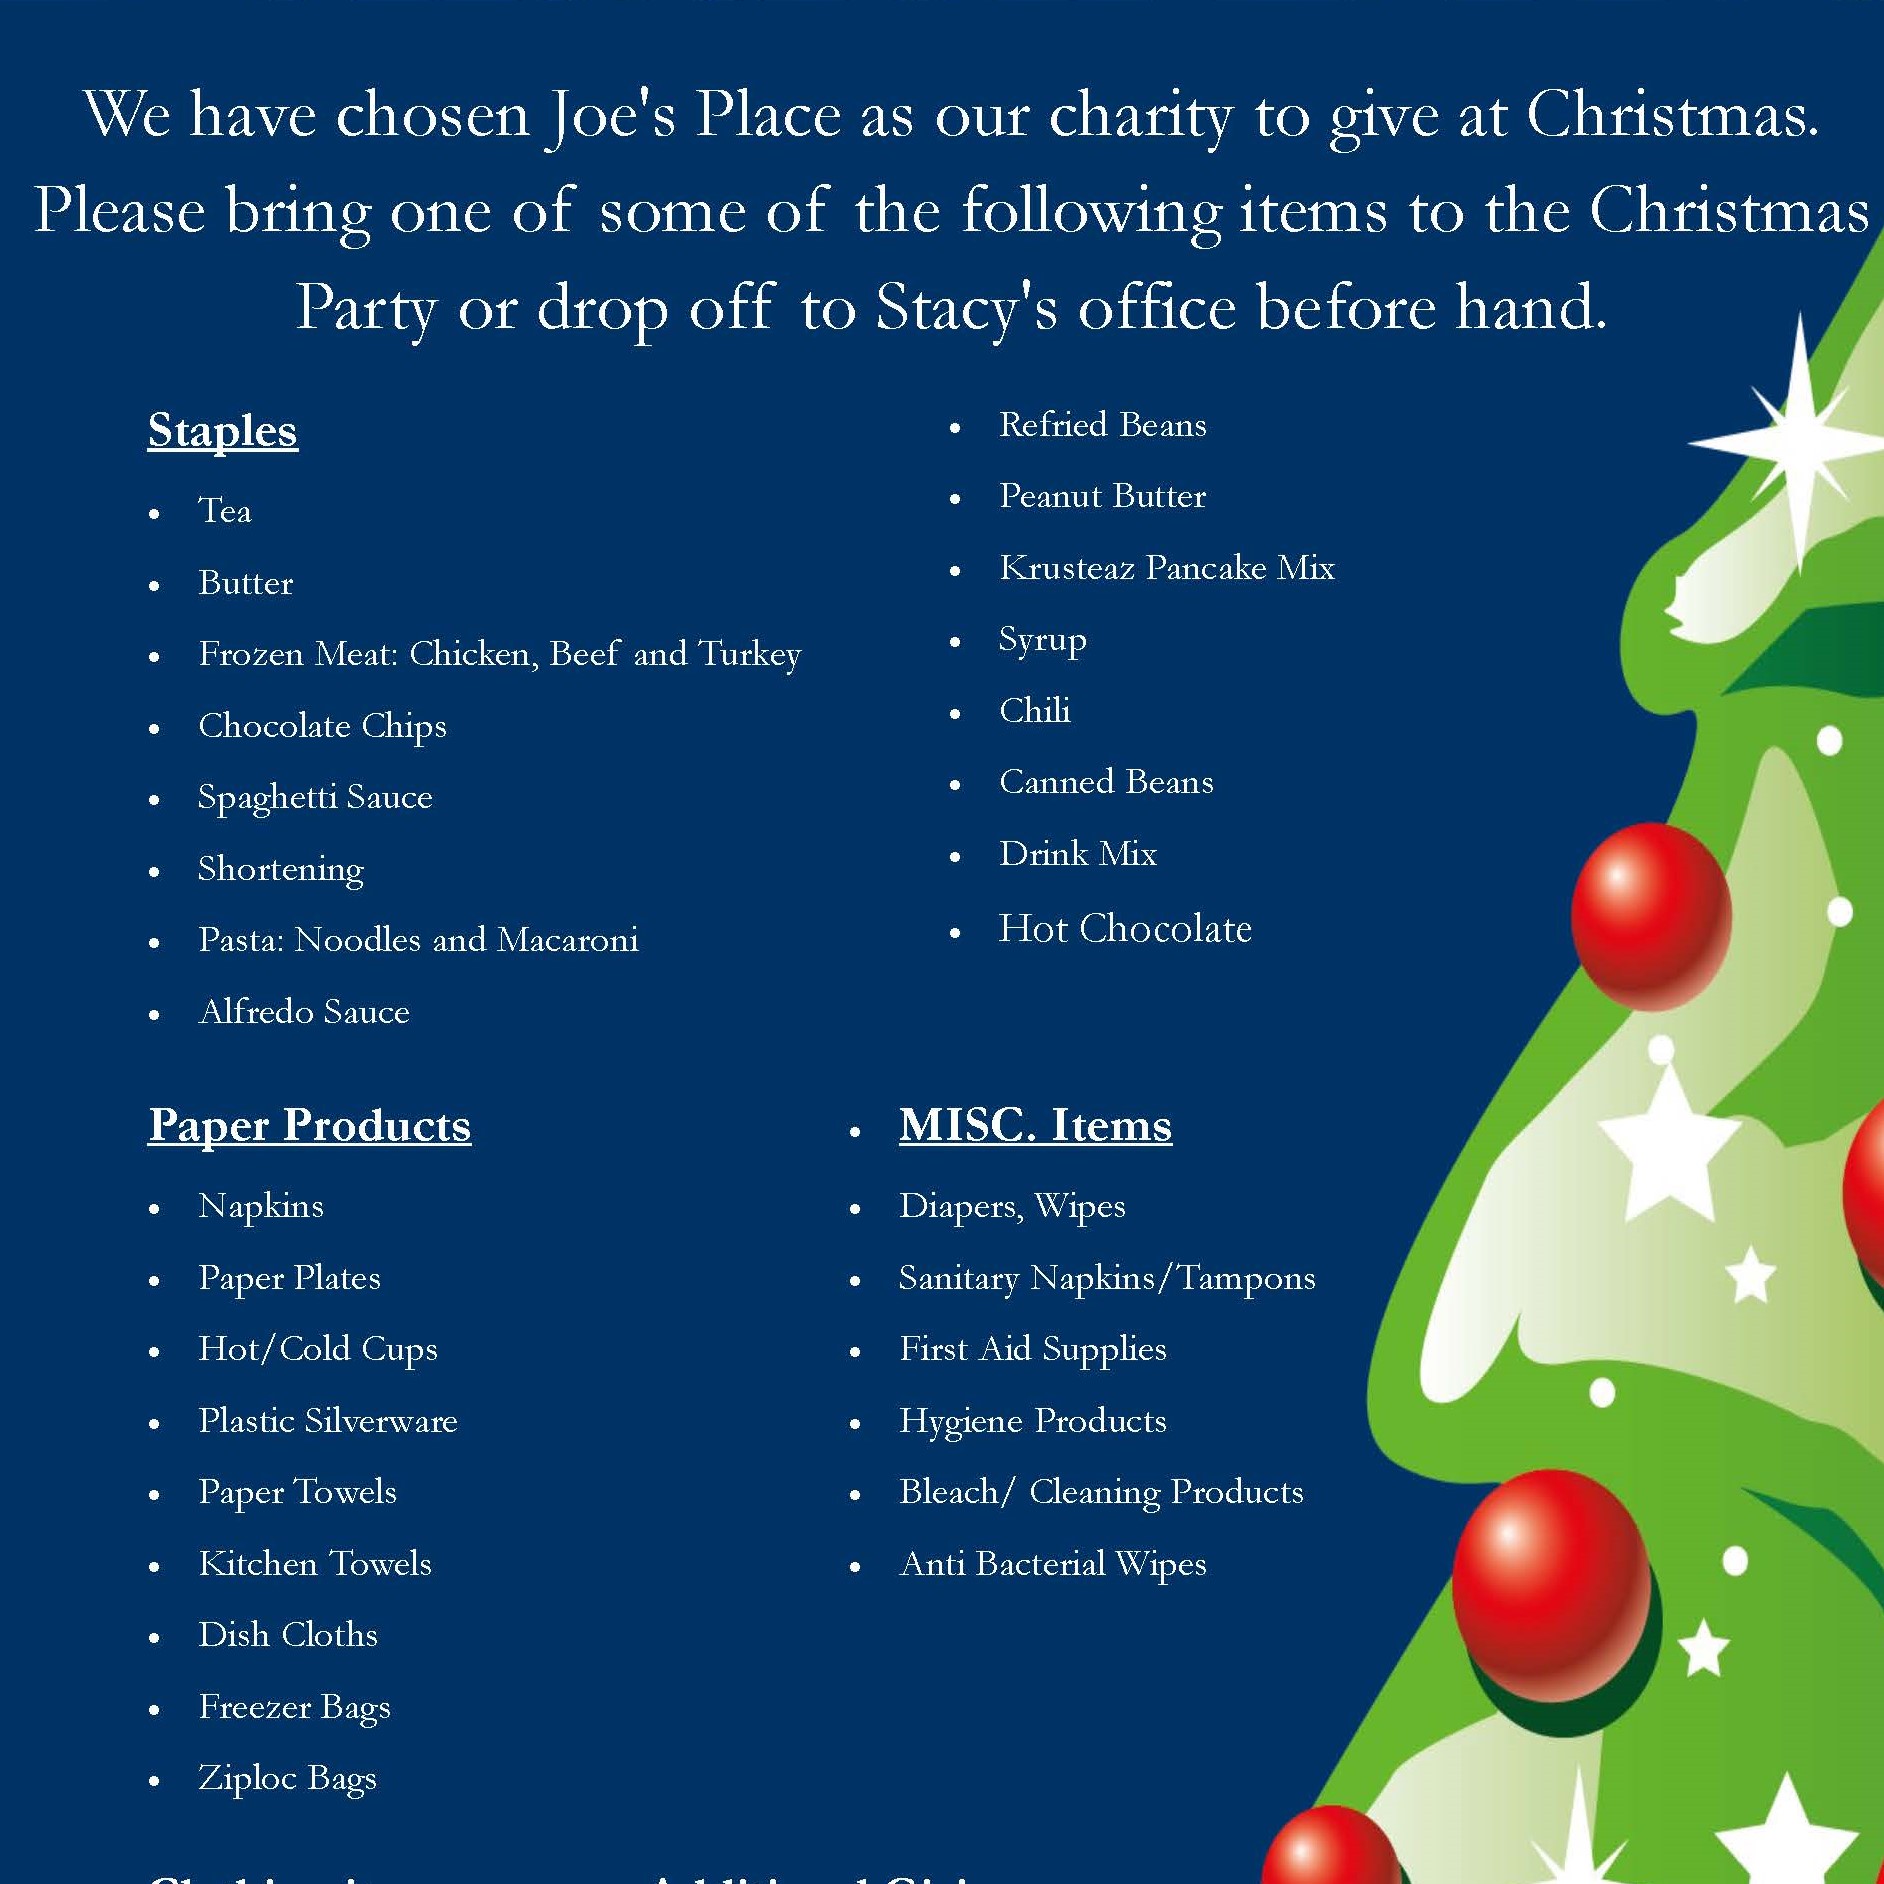 We have chosen Joe's Place as our charity to give at Christmas.
Please bring one of some of the following items to the Christmas
Party or drop off to Stacy's office before hand.
Staples
• Tea
• Butter
• Frozen Meat: Chicken, Beef and Turkey
• Chocolate Chips
• Spaghetti Sauce
• Shortening
• Pasta: Noodles and Macaroni
• Alfredo Sauce
• Refried Beans
• Peanut Butter
• Krusteaz Pancake Mix
• Syrup
• Chili
• Canned Beans
• Drink Mix
• Hot Chocolate
Paper Products
• Napkins
• Paper Plates
• Hot/Cold Cups
• Plastic Silverware
• Paper Towels
• Kitchen Towels
• Dish Cloths
• Freezer Bags
• Ziploc Bags
• MISC. Items
• Diapers, Wipes
• Sanitary Napkins/Tampons
• First Aid Supplies
• Hygiene Products
• Bleach/ Cleaning Products
• Anti Bacterial Wipes